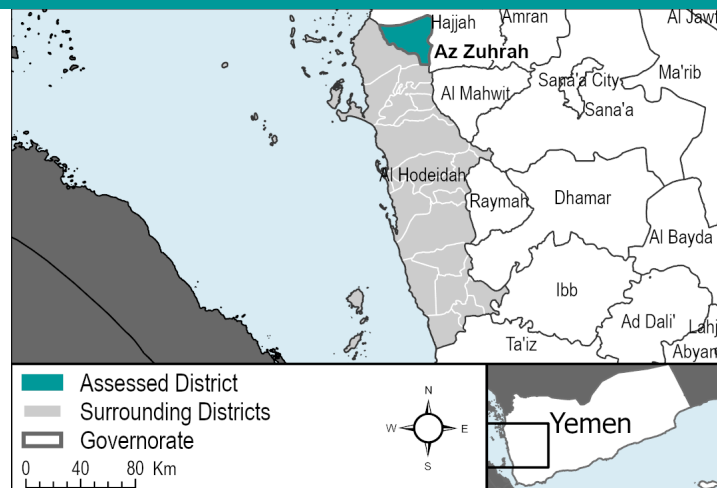 Hajjah
Amran
Al Jawf
Az Zuhrah
Ma'rib
Al Mahwit
Sana'a City
Sana'a
Al Hodeidah
Raymah
Dhamar
Al Bayda
Ibb
Ad Dali'
Lahj
Ta'iz
Abyan
Assessed District
Surrounding Districts
Governorate
0 40 80 Km
N
W E
S
Yemen